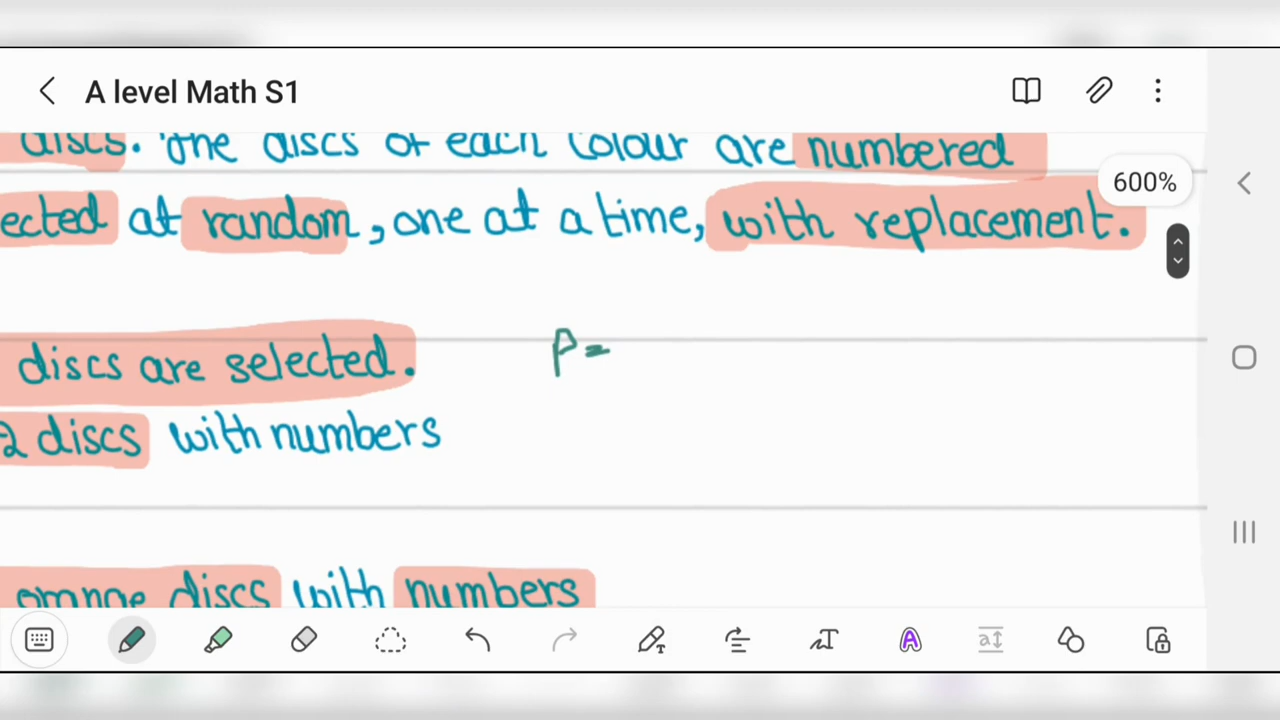 A level Math S1
discs. The discs of each colour are numbered
600%
ected at random, one at a time, with replacement.
discs are selected. P=
2 discs with numbers
orange discs with numbers